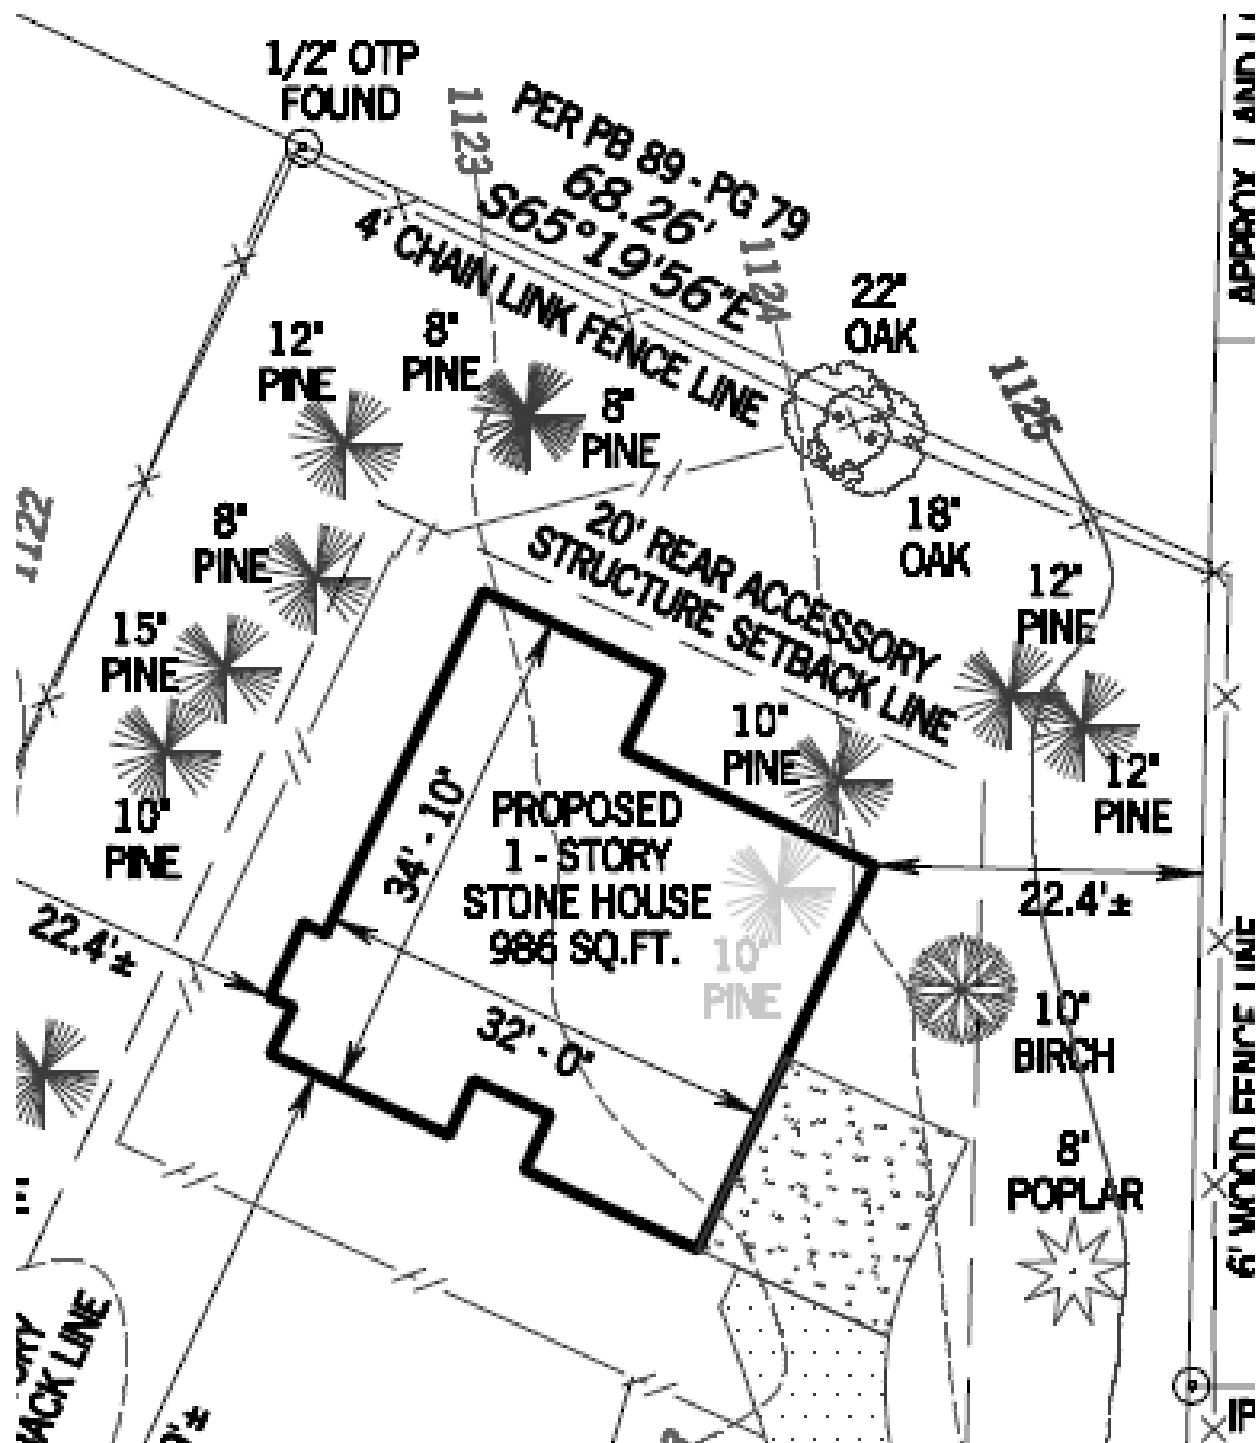 1/2" OTP
FOUND
1123
PER PB 89 - PG 79
68.26'
S65°19'56"E
4' CHAIN LINK FENCE LINE
1124
22"
OAK
1125
APPROX. LAND
12"
PINE
8"
PINE
8"
PINE
1122
8"
PINE
20' REAR ACCESSORY
STRUCTURE SETBACK LINE
18"
OAK
12"
PINE
15"
PINE
10"
PINE
10"
PINE
12"
PINE
34' - 10"
PROPOSED
1 - STORY
STONE HOUSE
986 SQ.FT.
22.4'±
22.4'±
10"
PINE
32' - 0"
10"
BIRCH
8"
POPLAR
6' WOOD FENCE LINE
LINE
IP